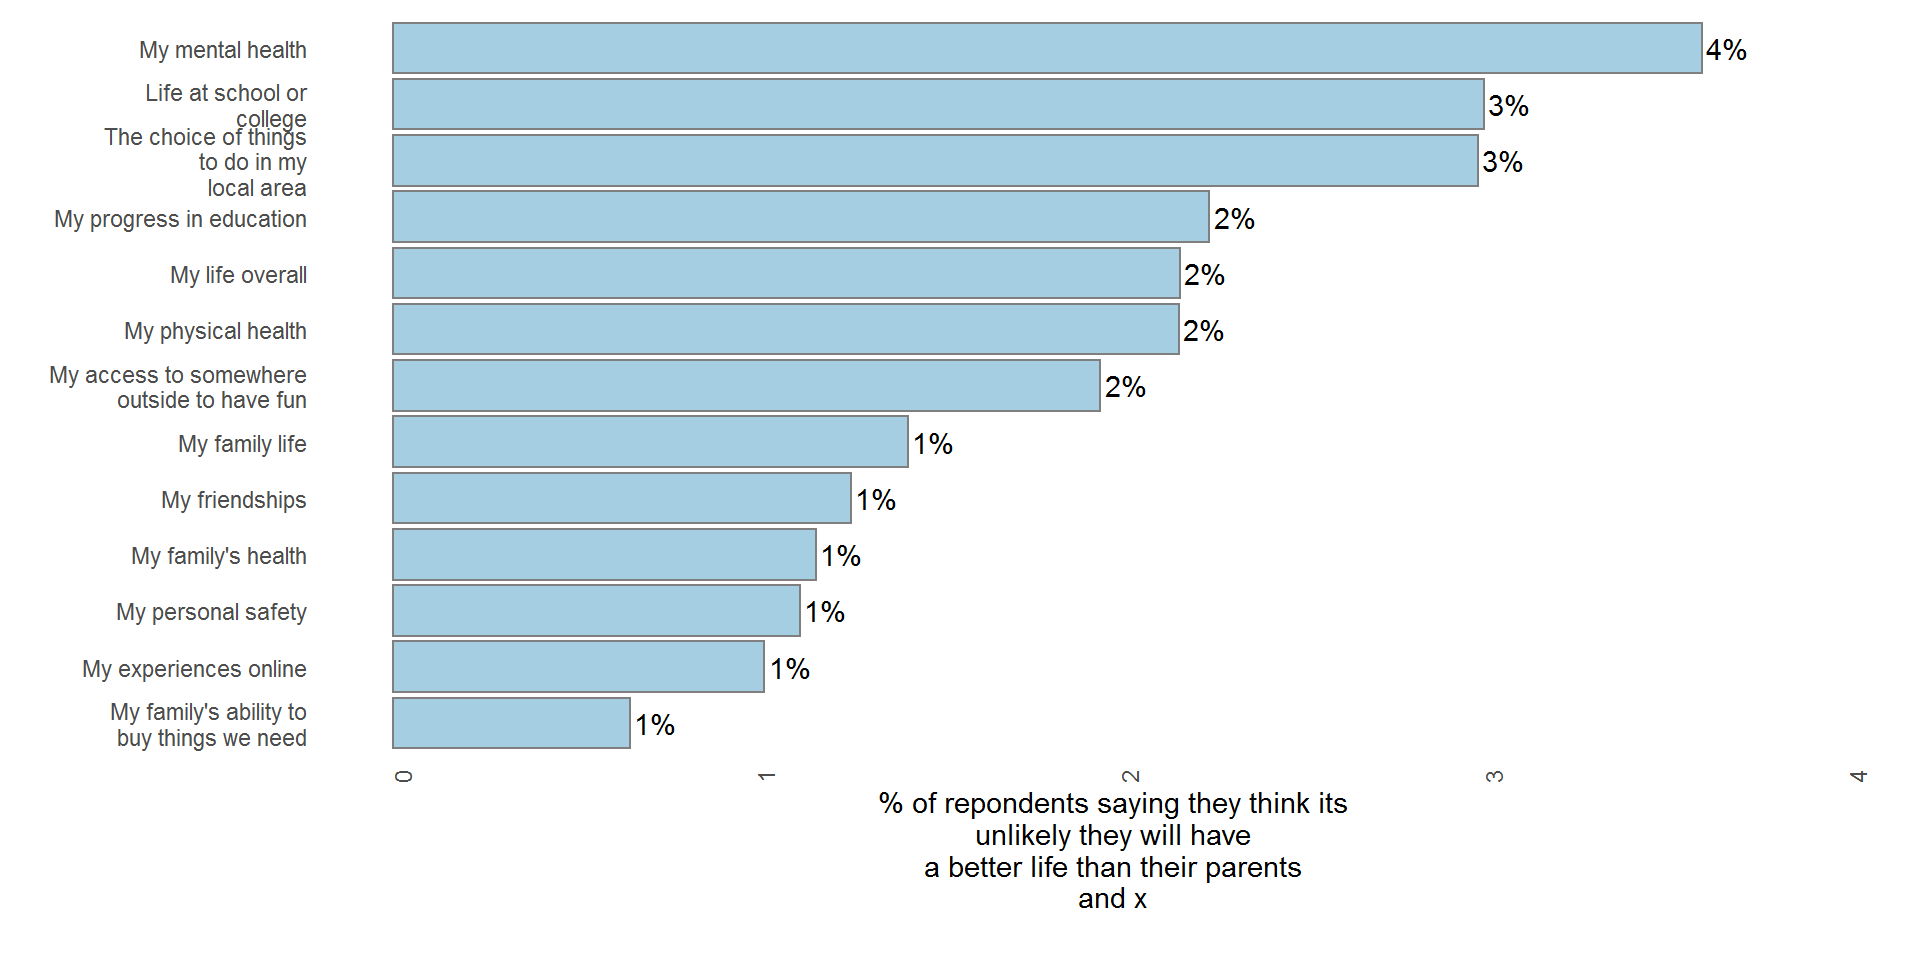 My mental health
4%
Life at school or
college
3%
The choice of things
to do in my
local area
3%
My progress in education
2%
My life overall
2%
My physical health
2%
My access to somewhere
outside to have fun
2%
My family life
1%
My friendships
1%
My family's health
1%
My personal safety
1%
My experiences online
1%
My family's ability to
buy things we need
1%
0
1
2
3
4
% of repondents saying they think its
unlikely they will have
a better life than their parents
and x